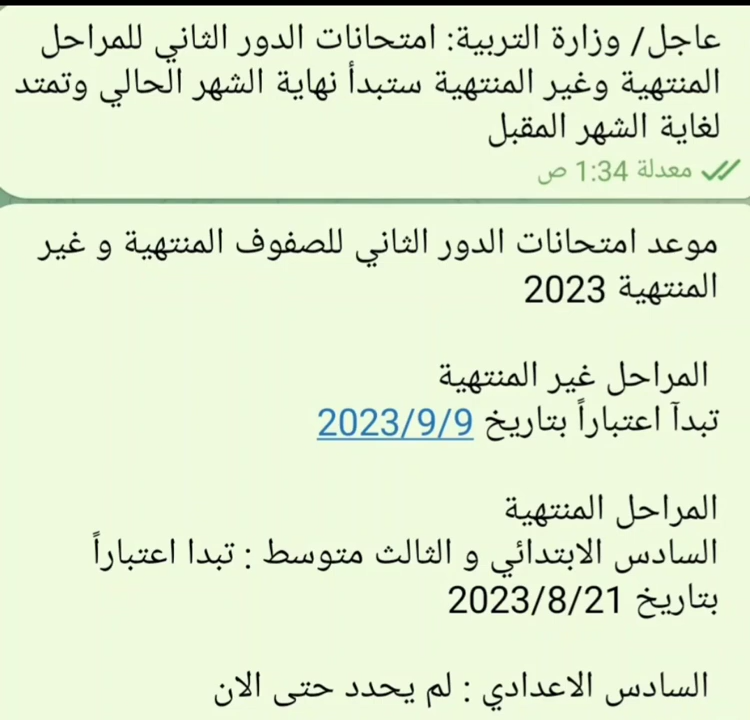 عاجل/ وزارة التربية: امتحانات الدور الثاني للمراحل
المنتهية وغير المنتهية ستبدأ نهاية الشهر الحالي وتمتد
لغاية الشهر المقبل
معدلة 1:34 ص
موعد امتحانات الدور الثاني للصفوف المنتهية و غير
المنتهية 2023
المراحل غير المنتهية
تبدآ اعتباراً بتاريخ 2023/9/9
المراحل المنتهية
السادس الابتدائي و الثالث متوسط : تبدا اعتباراً
بتاريخ 2023/8/21
السادس الاعدادي : لم يحدد حتى الان